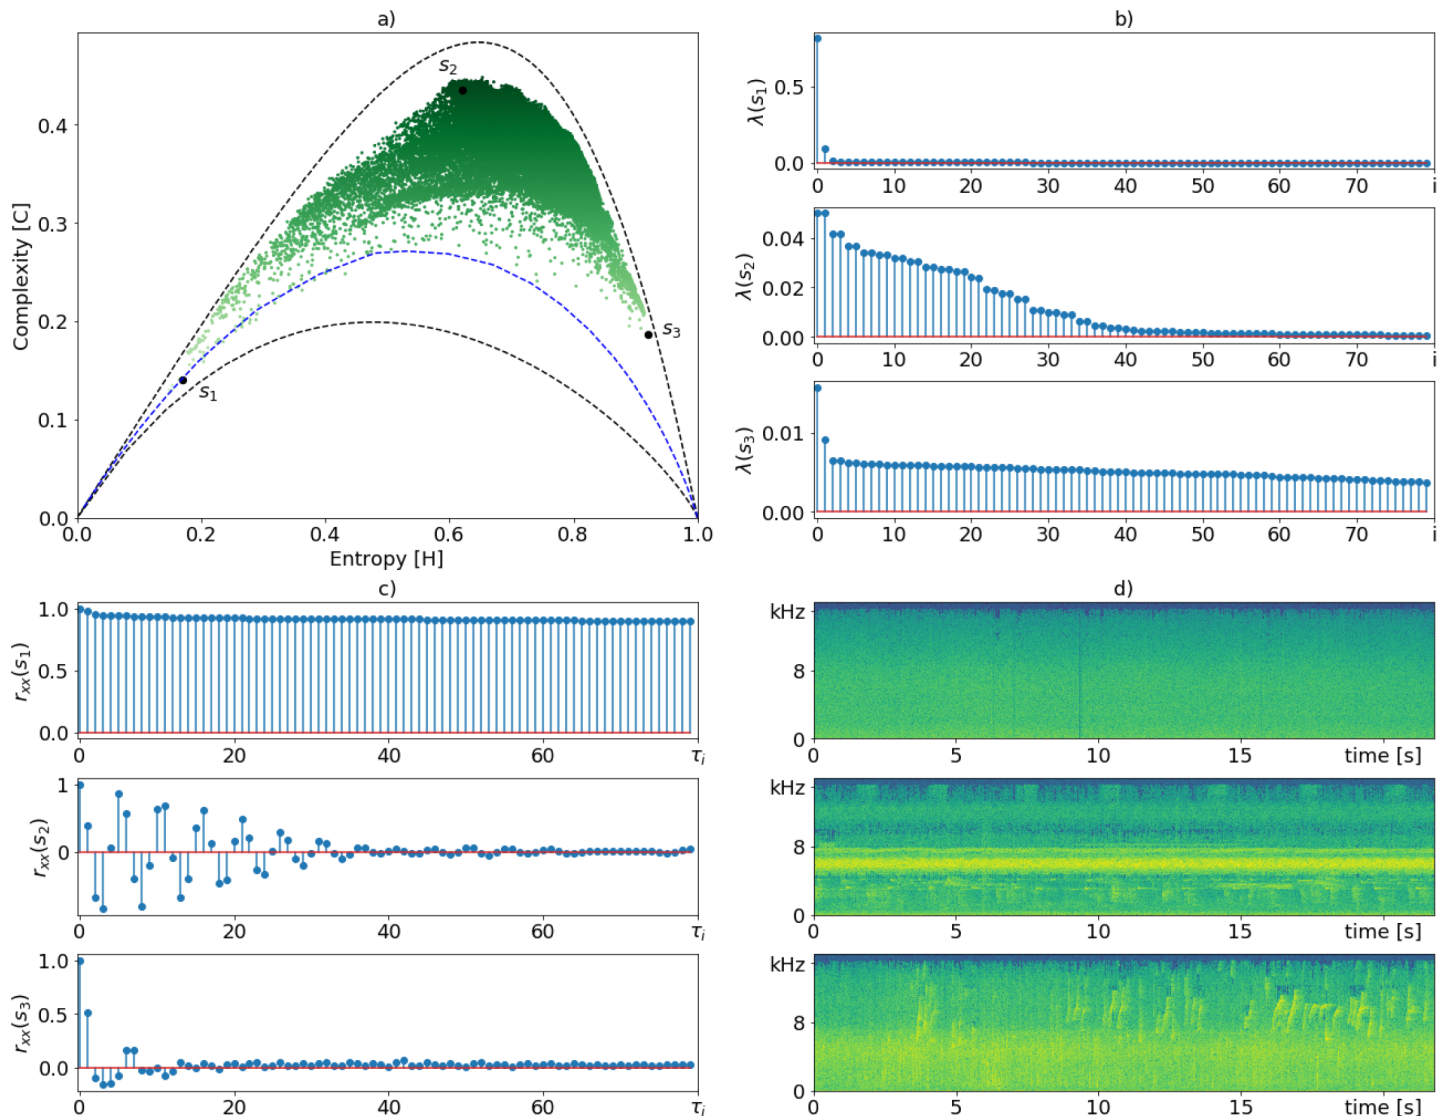 a)
0.4
0.3
0.2
0.1
0.0
Complexity [C]
s₂
s₃
s₁
0.0 0.2 0.4 0.6 0.8 1.0
Entropy [H]
b)
0.5
0.0
λ(s₁)
0 10 20 30 40 50 60 70 i
0.04
0.02
0.00
λ(s₂)
0 10 20 30 40 50 60 70 i
0.01
0.00
λ(s₃)
0 10 20 30 40 50 60 70 i
c)
1.0
0.5
0.0
rₓₓ(s₁)
0 20 40 60 τᵢ
1
0
rₓₓ(s₂)
0 20 40 60 τᵢ
1.0
0.5
0.0
rₓₓ(s₃)
0 20 40 60 τᵢ
d)
kHz
8
0
0 5 10 15 time [s]
kHz
8
0
0 5 10 15 time [s]
kHz
8
0
0 5 10 15 time [s]